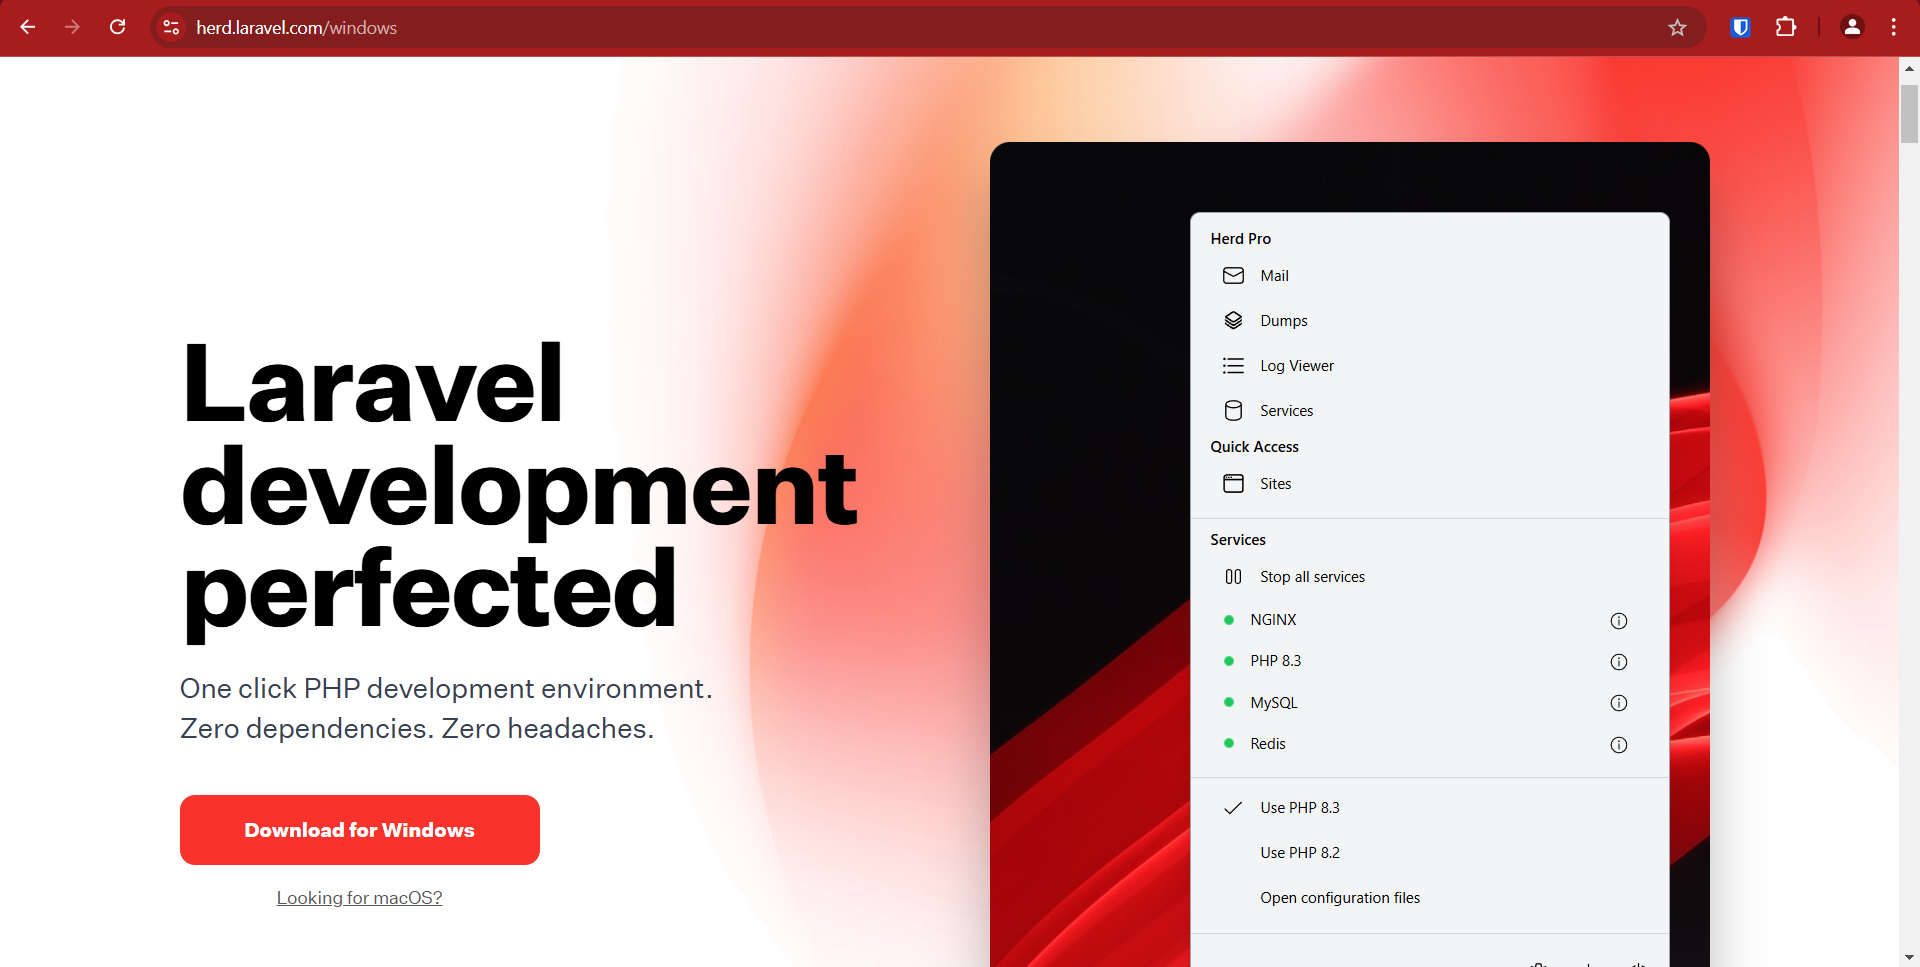 herd.laravel.com/windows
Laravel
development
perfected
One click PHP development environment.
Zero dependencies. Zero headaches.
Download for Windows
Looking for macOS?
Herd Pro
Mail
Dumps
Log Viewer
Services
Quick Access
Sites
Services
Stop all services
NGINX
PHP 8.3
MySQL
Redis
Use PHP 8.3
Use PHP 8.2
Open configuration files